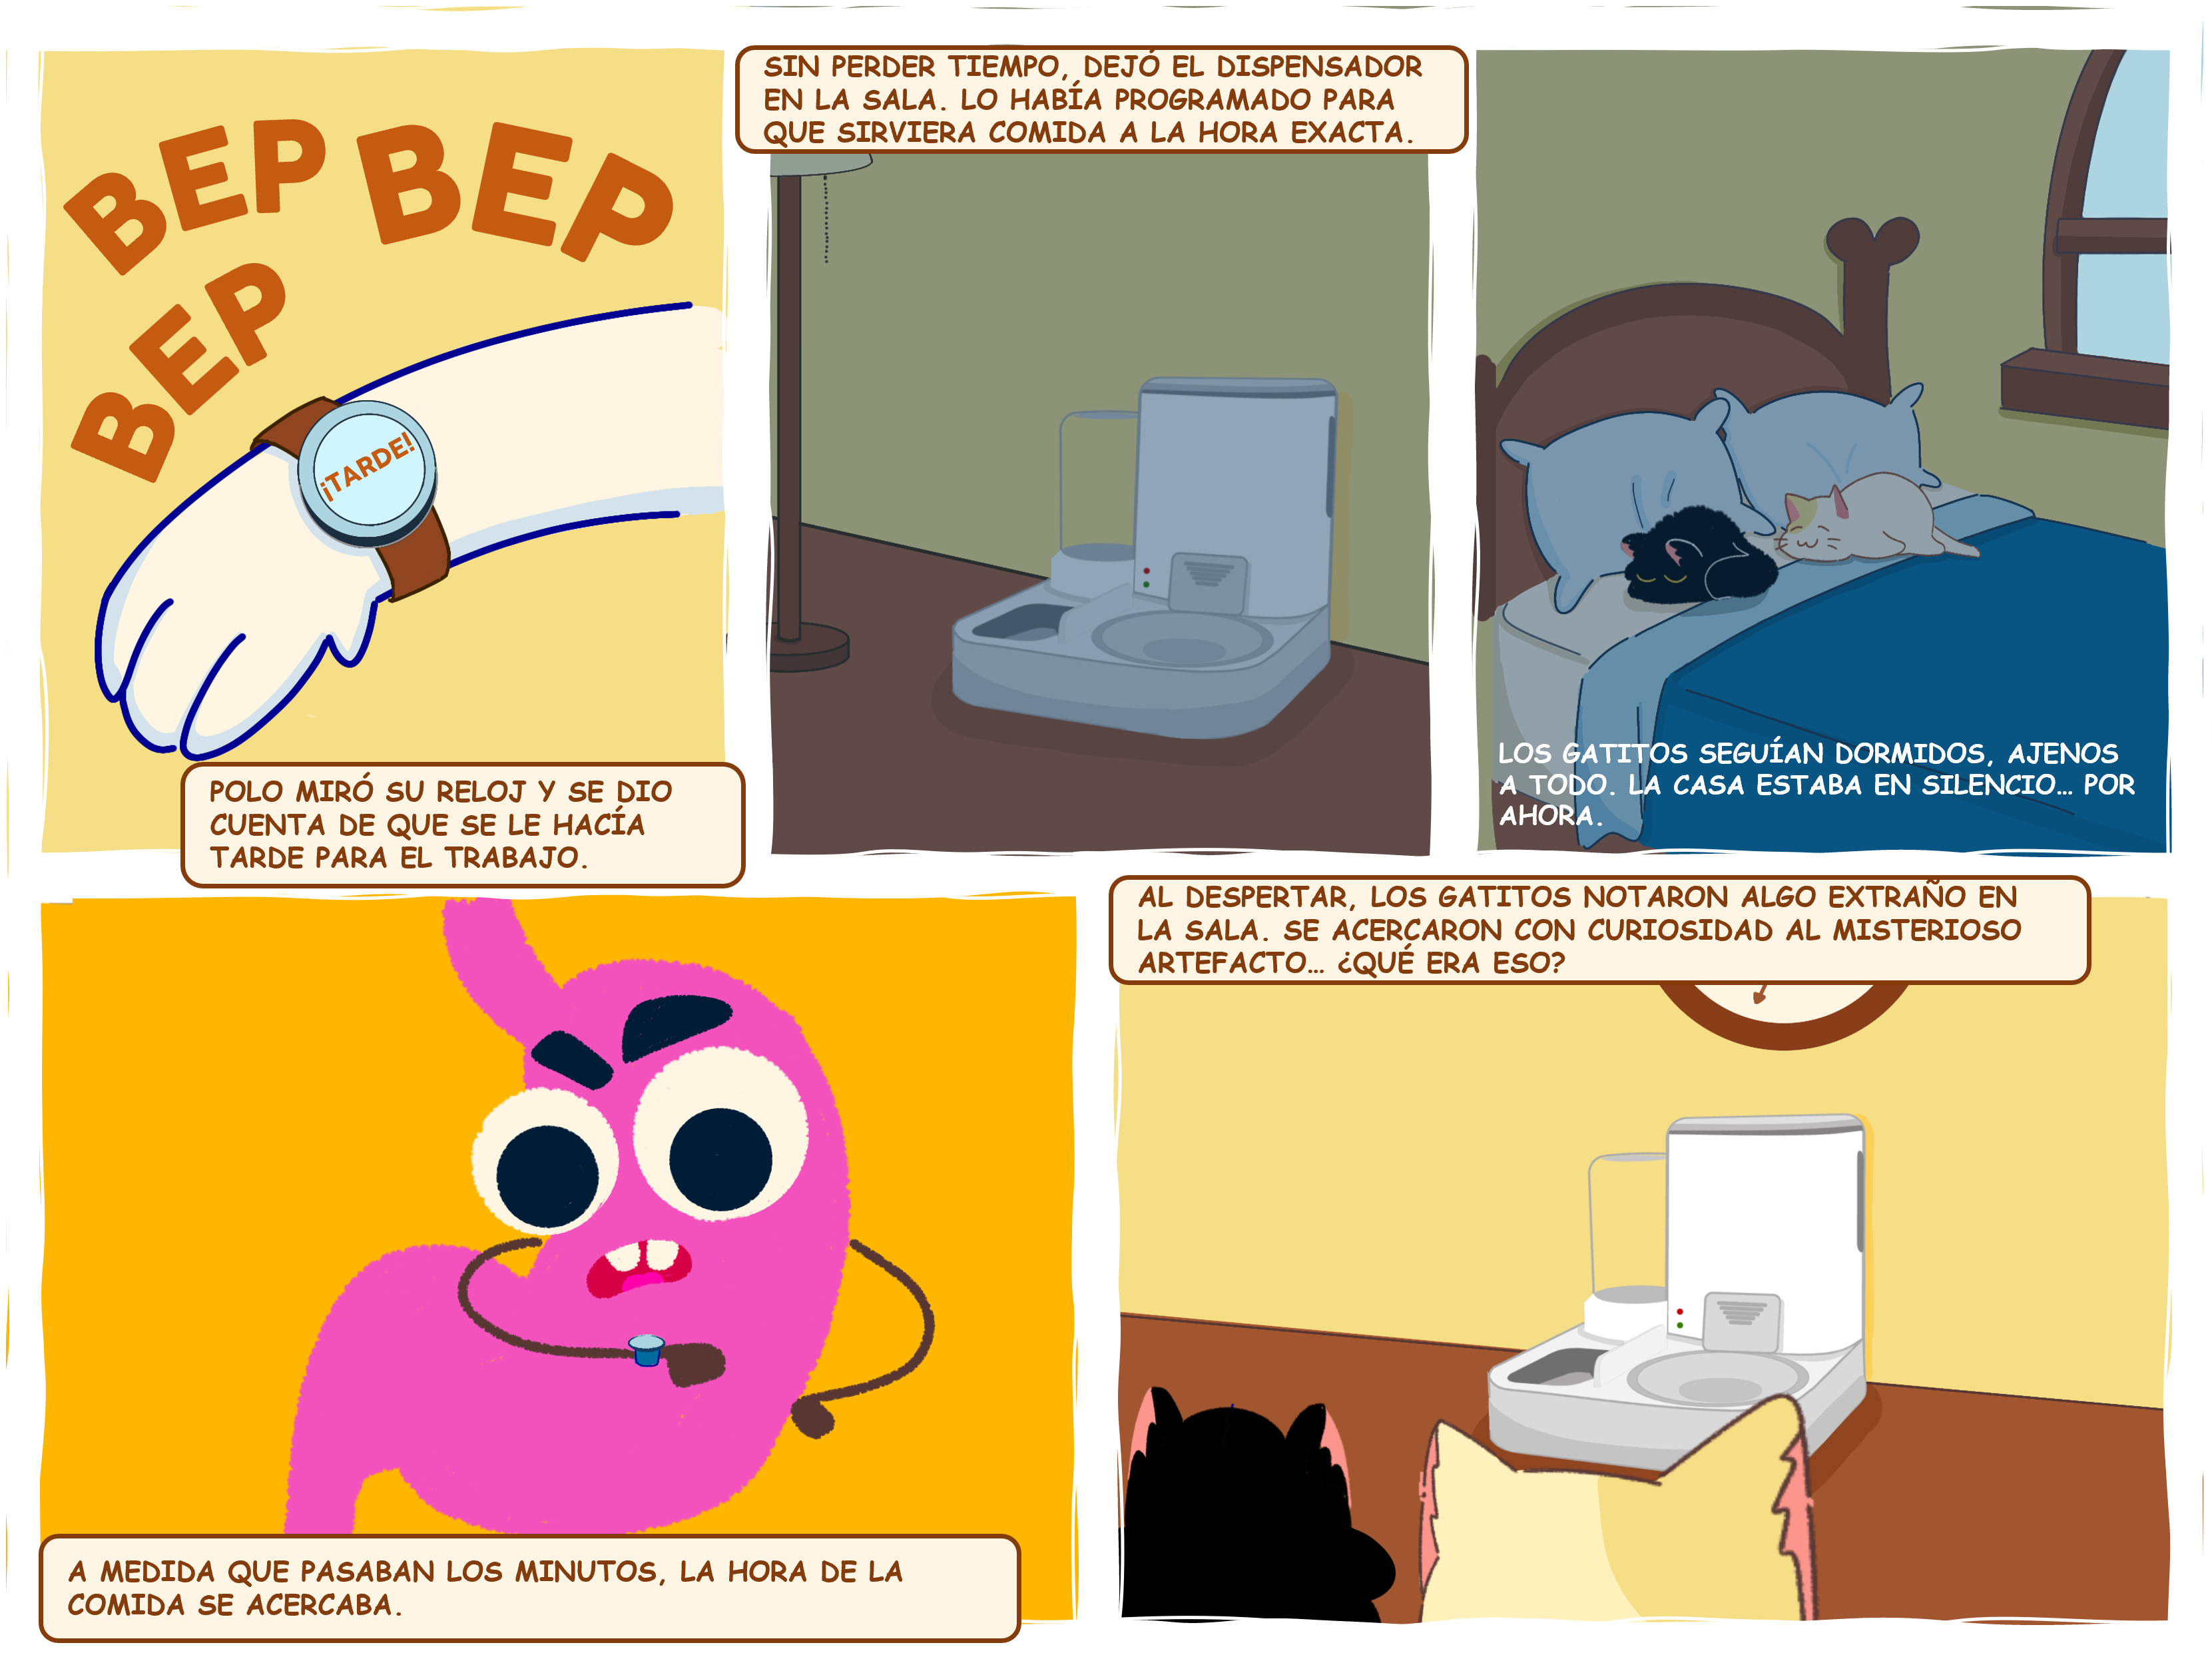 BEP BEP
BEP
¡TARDE!
POLO MIRÓ SU RELOJ Y SE DIO
CUENTA DE QUE SE LE HACÍA
TARDE PARA EL TRABAJO.
SIN PERDER TIEMPO, DEJÓ EL DISPENSADOR
EN LA SALA. LO HABÍA PROGRAMADO PARA
QUE SIRVIERA COMIDA A LA HORA EXACTA.
LOS GATITOS SEGUÍAN DORMIDOS, AJENOS
A TODO. LA CASA ESTABA EN SILENCIO... POR
AHORA.
A MEDIDA QUE PASABAN LOS MINUTOS, LA HORA DE LA
COMIDA SE ACERCABA.
AL DESPERTAR, LOS GATITOS NOTARON ALGO EXTRAÑO EN
LA SALA. SE ACERCARON CON CURIOSIDAD AL MISTERIOSO
ARTEFACTO... ¿QUÉ ERA ESO?